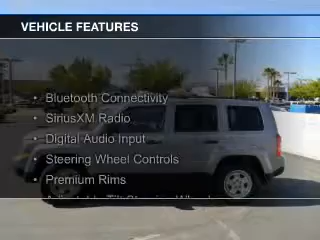 VEHICLE FEATURES
• Bluetooth Connectivity
• SiriusXM Radio
• Digital Audio Input
• Steering Wheel Controls
• Premium Rims